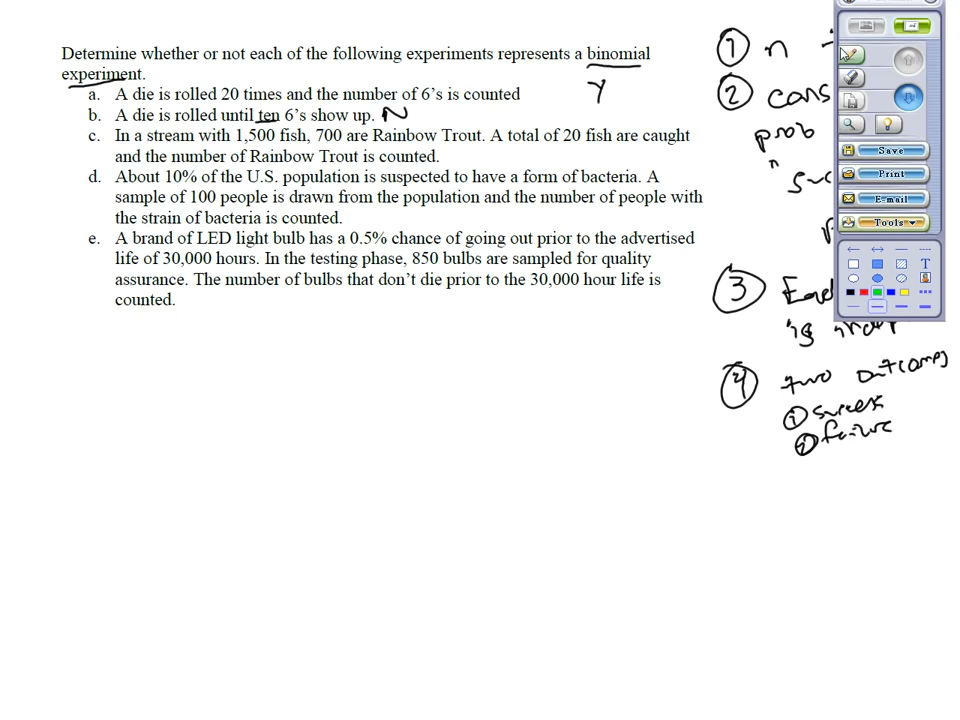 Determine whether or not each of the following experiments represents a binomial
experiment.
a. A die is rolled 20 times and the number of 6’s is counted Y
b. A die is rolled until ten 6’s show up. N
c. In a stream with 1,500 fish, 700 are Rainbow Trout. A total of 20 fish are caught
and the number of Rainbow Trout is counted.
d. About 10% of the U.S. population is suspected to have a form of bacteria. A
sample of 100 people is drawn from the population and the number of people with
the strain of bacteria is counted.
e. A brand of LED light bulb has a 0.5% chance of going out prior to the advertised
life of 30,000 hours. In the testing phase, 850 bulbs are sampled for quality
assurance. The number of bulbs that don’t die prior to the 30,000 hour life is
counted.
① n
② cons
prob
suc
③
is
④ two outcomes
① success
② failure
Save
Print
E-mail
Tools
T